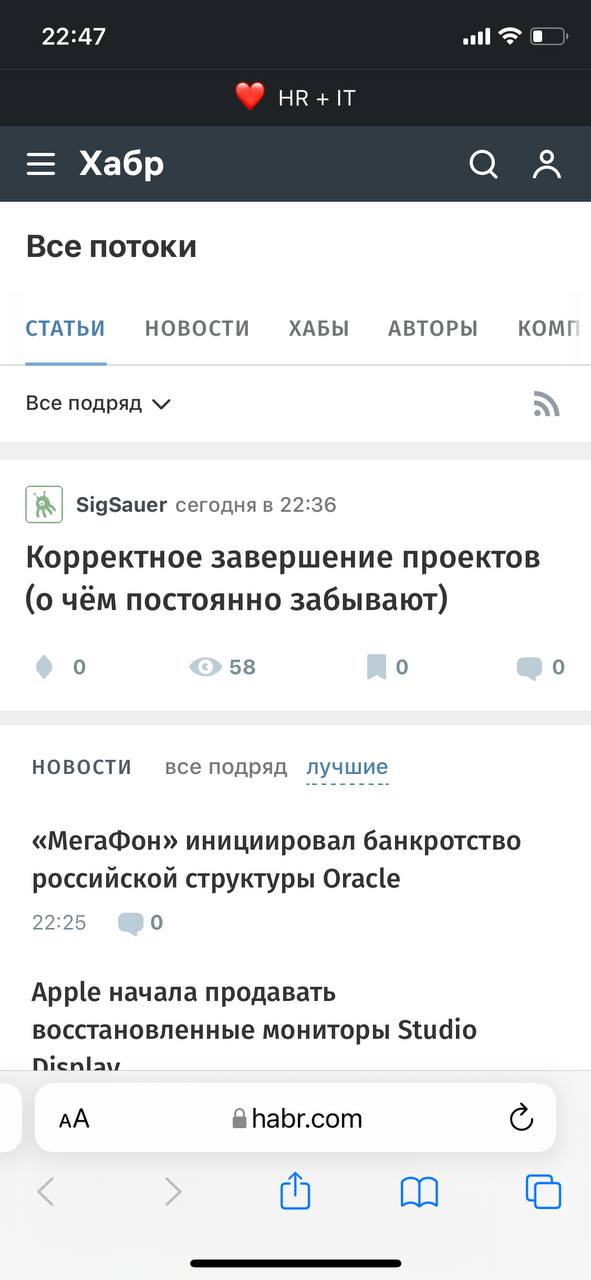 22:47
❤️ HR + IT
Хабр
Все потоки
СТАТЬИ НОВОСТИ ХАБЫ АВТОРЫ КОМП
Все подряд
SigSauer сегодня в 22:36
Корректное завершение проектов
(о чём постоянно забывают)
0 58 0 0
НОВОСТИ все подряд лучшие
«МегаФон» инициировал банкротство
российской структуры Oracle
22:25 0
Apple начала продавать
восстановленные мониторы Studio
Display
AA habr.com